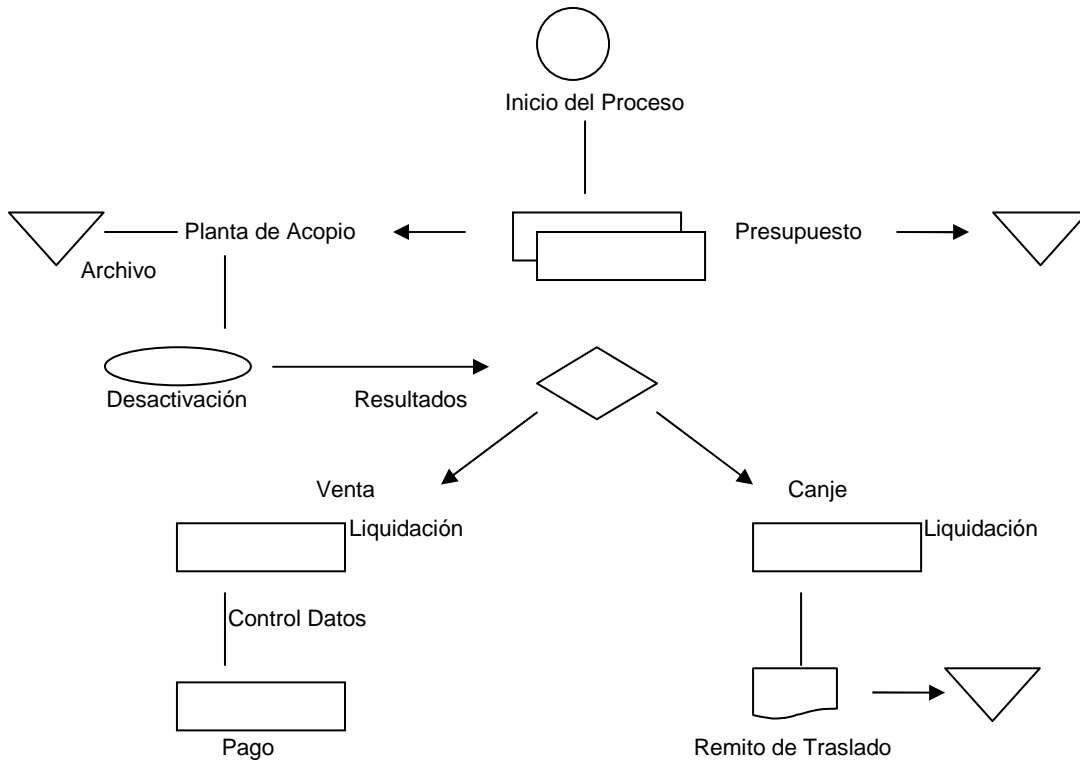 Inicio del Proceso
Planta de Acopio
Presupuesto
Archivo
Desactivación
Resultados
Venta
Canje
Liquidación
Liquidación
Control Datos
Pago
Remito de Traslado